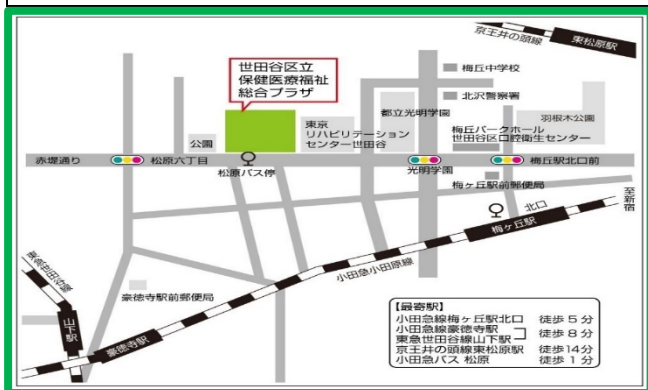 東松原駅
京王井の頭線
世田谷区立
保健医療福祉
総合プラザ
梅丘中学校
北沢警察署
都立光明学園
羽根木公園
公園
東京
リハビリテーション
センター世田谷
梅丘パークホール
世田谷区口腔衛生センター
赤堤通り
松原六丁目
松原バス停
光明学園
梅丘駅北口前
梅ヶ丘駅前郵便局
至新宿
北口
梅ヶ丘駅
小田急小田原線
東急世田谷線
山下駅
豪徳寺駅前郵便局
豪徳寺駅
【最寄駅】
小田急線梅ヶ丘駅北口 徒歩5分
小田急線豪徳寺駅
東急世田谷線山下駅 徒歩8分
京王井の頭線東松原駅 徒歩14分
小田急バス 松原 徒歩1分